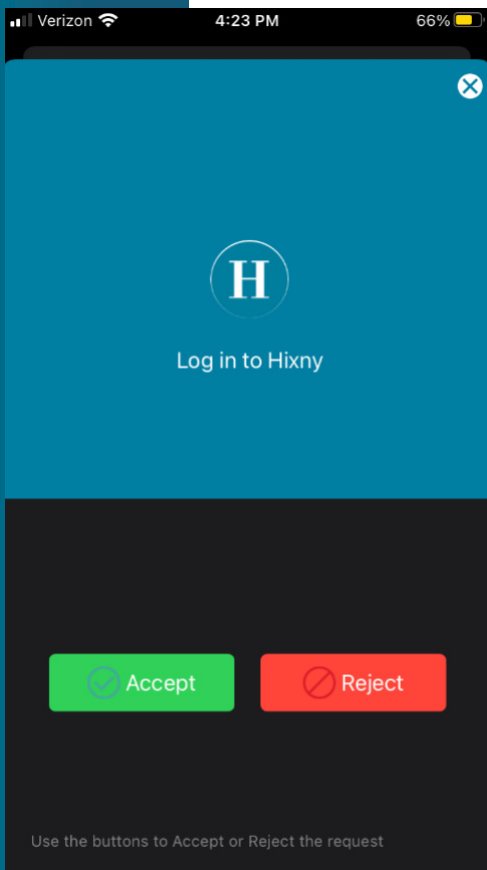 Verizon 4:23 PM 66%
H
Log in to Hixny
Accept Reject
Use the buttons to Accept or Reject the request